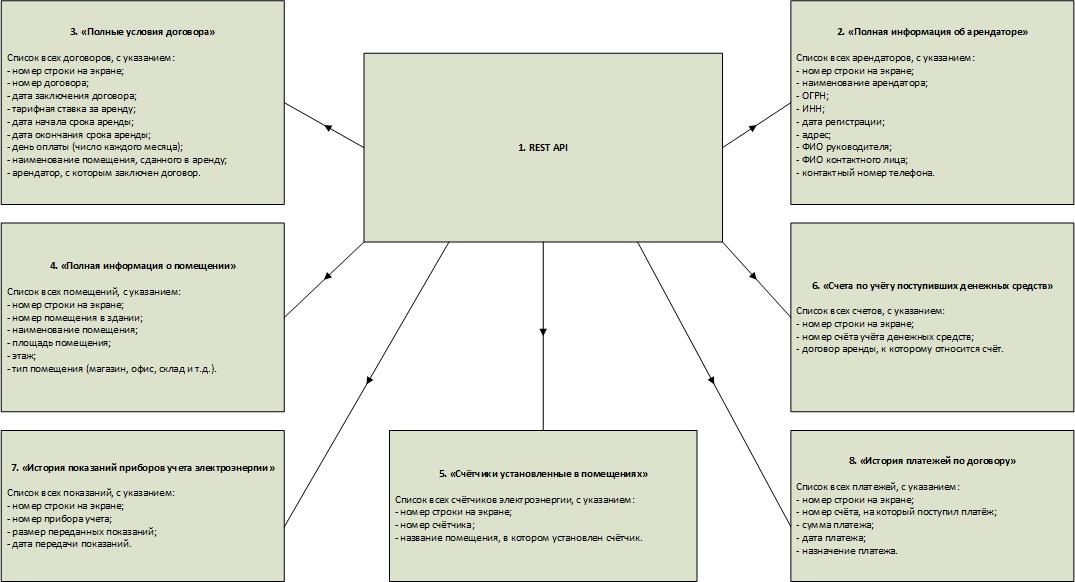 3. «Полные условия договора»
Список всех договоров, с указанием:
- номер строки на экране;
- номер договора;
- дата заключения договора;
- тарифная ставка за аренду;
- дата начала срока аренды;
- дата окончания срока аренды;
- день оплаты (число каждого месяца);
- наименование помещения, сданного в аренду;
- арендатор, с которым заключен договор.
1. REST API
2. «Полная информация об арендаторе»
Список всех арендаторов, с указанием:
- номер строки на экране;
- наименование арендатора;
- ОГРН;
- ИНН;
- дата регистрации;
- адрес;
- ФИО руководителя;
- ФИО контактного лица;
- контактный номер телефона.
4. «Полная информация о помещении»
Список всех помещений, с указанием:
- номер строки на экране;
- номер помещения в здании;
- наименование помещения;
- площадь помещения;
- этаж;
- тип помещения (магазин, офис, склад и т.д.).
6. «Счета по учёту поступивших денежных средств»
Список всех счетов, с указанием:
- номер строки на экране;
- номер счёта учёта денежных средств;
- договор аренды, к которому относится счёт.
7. «История показаний приборов учета электроэнергии»
Список всех показаний, с указанием:
- номер строки на экране;
- номер прибора учета;
- размер переданных показаний;
- дата передачи показаний.
5. «Счётчики установленные в помещениях»
Список всех счётчиков электроэнергии, с указанием:
- номер строки на экране;
- номер счётчика;
- название помещения, в котором установлен счётчик.
8. «История платежей по договору»
Список всех платежей, с указанием:
- номер строки на экране;
- номер счёта, на который поступил платёж;
- сумма платежа;
- дата платежа;
- назначение платежа.